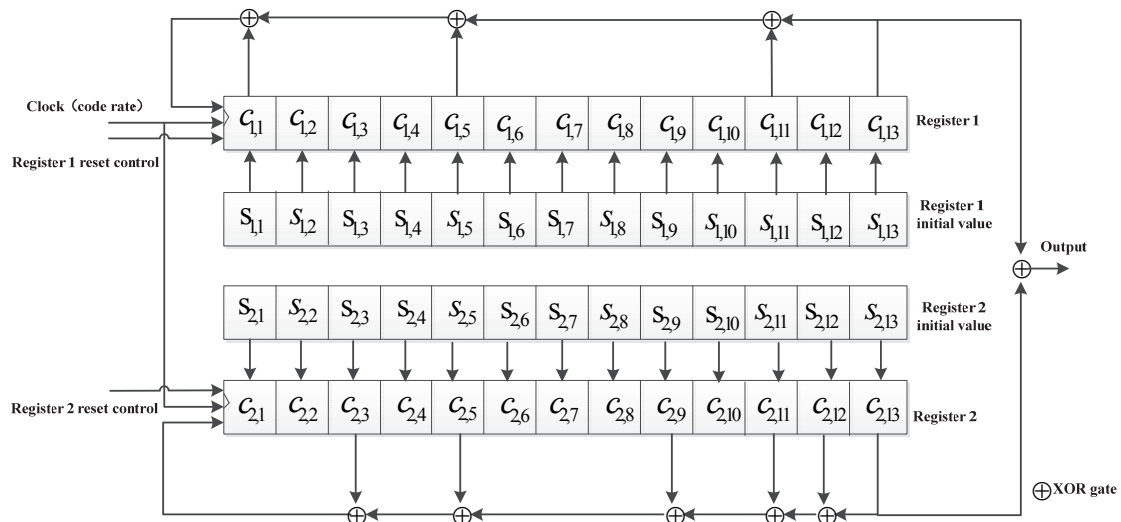 Clock（code rate）
Register 1 reset control
C1,1 C1,2 C1,3 C1,4 C1,5 C1,6 C1,7 C1,8 C1,9 C1,10 C1,11 C1,12 C1,13
Register 1
S1,1 S1,2 S1,3 S1,4 S1,5 S1,6 S1,7 S1,8 S1,9 S1,10 S1,11 S1,12 S1,13
Register 1
initial value
Output
S2,1 S2,2 S2,3 S2,4 S2,5 S2,6 S2,7 S2,8 S2,9 S2,10 S2,11 S2,12 S2,13
Register 2
initial value
Register 2 reset control
C2,1 C2,2 C2,3 C2,4 C2,5 C2,6 C2,7 C2,8 C2,9 C2,10 C2,11 C2,12 C2,13
Register 2
XOR gate